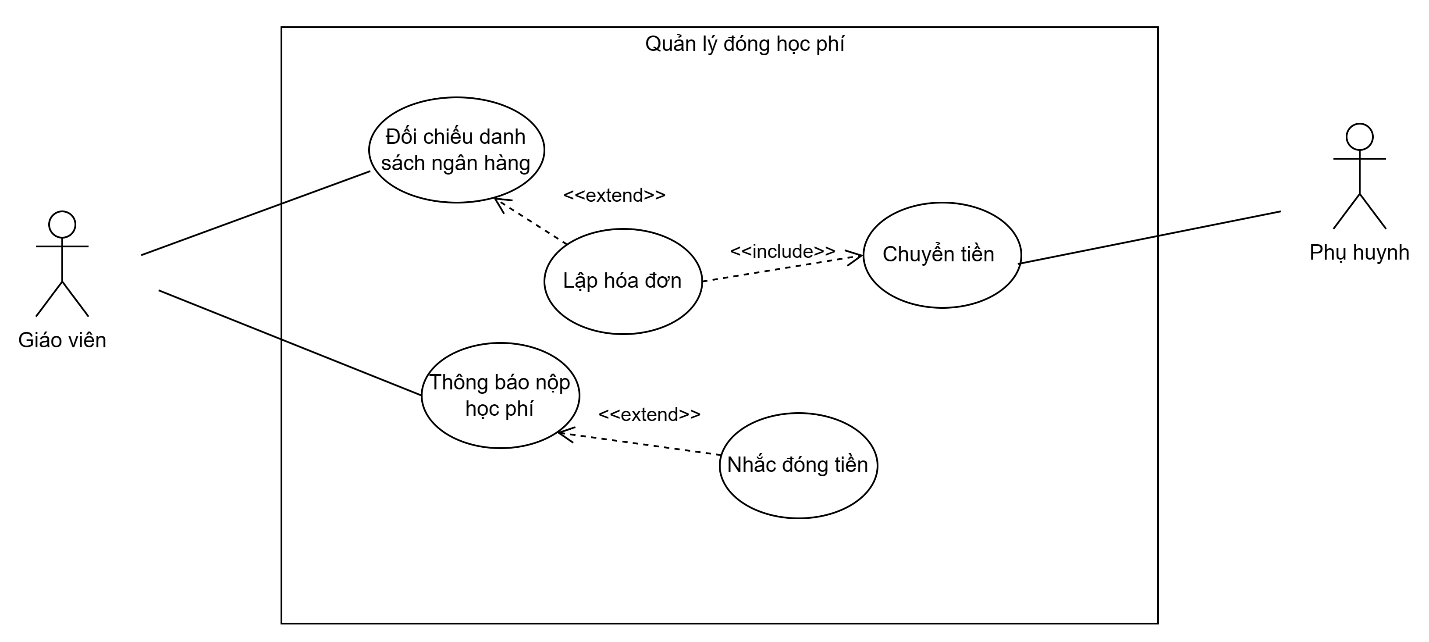 Quản lý đóng học phí
Đối chiếu danh
sách ngân hàng
<<extend>>
<<include>>
Chuyển tiền
Phụ huynh
Lập hóa đơn
Giáo viên
Thông báo nộp
học phí
<<extend>>
Nhắc đóng tiền